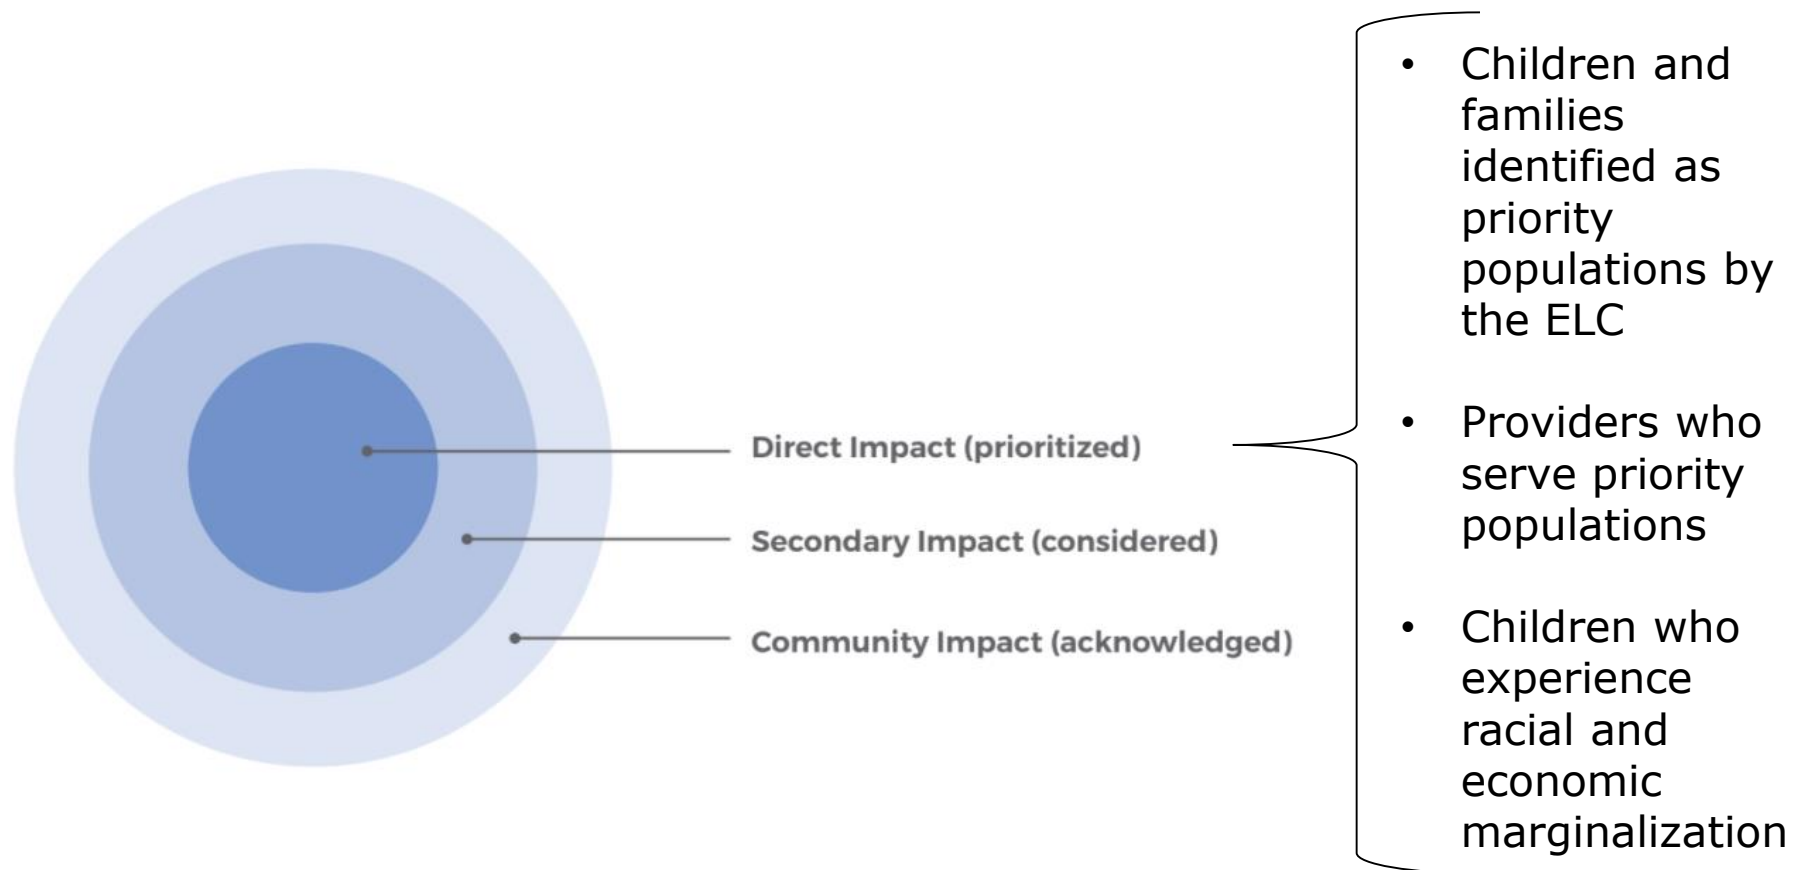 Direct Impact (prioritized)
Secondary Impact (considered)
Community Impact (acknowledged)
• Children and
families
identified as
priority
populations by
the ELC
• Providers who
serve priority
populations
• Children who
experience
racial and
economic
marginalization